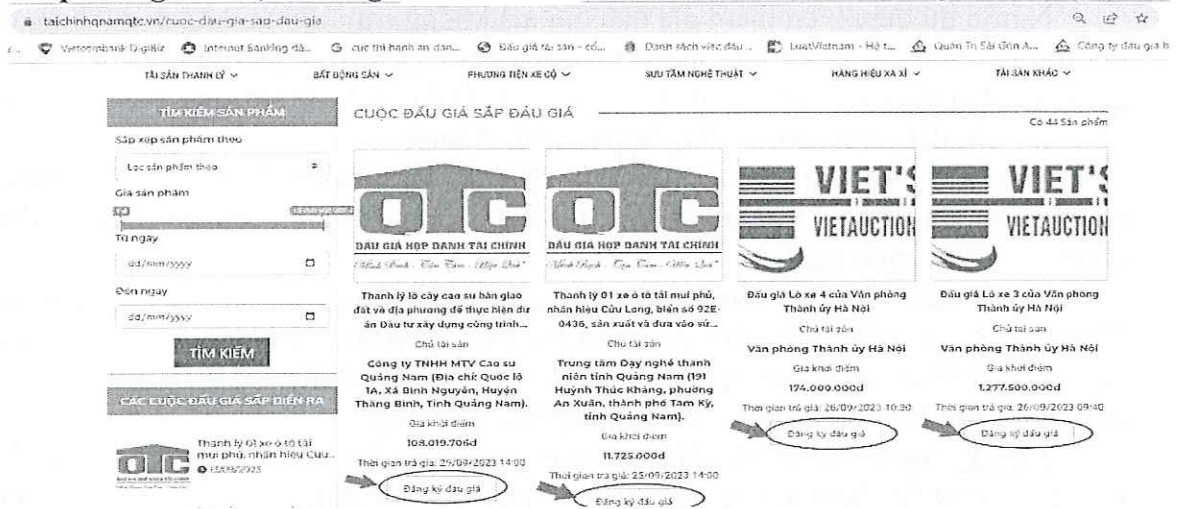 taichinhqnamqtc.vn/cuoc-dau-gia-sap-dau-gia
Vietcombank DigiBiz
Internet Banking dà...
cục thi hành an dan...
Đấu giá tài sản - cổ...
Danh sách việc đấu...
LuatVietnam - Hệ t...
Quản Trị Sài Gòn A...
Công ty đấu giá h
TÀI SẢN THANH LÝ
BẤT ĐỘNG SẢN
PHƯƠNG TIỆN XE CỘ
SƯU TẦM NGHỆ THUẬT
HÀNG HIỆU XA XỈ
TÀI SẢN KHÁC
TÌM KIẾM SẢN PHẨM
Sắp xếp sản phẩm theo
Lọc sản phẩm theo
Giá sản phẩm
Từ ngày
dd/mm/yyyy
Đến ngày
dd/mm/yyyy
TÌM KIẾM
CÁC CUỘC ĐẤU GIÁ SẮP DIỄN RA
Thanh lý 01 xe ô tô tải
mui phủ, nhãn hiệu Cửu...
13/09/2023
CUỘC ĐẤU GIÁ SẮP ĐẤU GIÁ
Có 44 Sản phẩm
QTC
ĐẤU GIÁ HỢP DANH TÀI CHÍNH
Thanh lý lô cây cao su bàn giao
đất và địa phương để thực hiện dự
án Đầu tư xây dựng công trình...
Chủ tài sản
Công ty TNHH MTV Cao su
Quảng Nam (Địa chỉ: Quốc lộ
1A, Xã Bình Nguyên, Huyện
Thăng Bình, Tỉnh Quảng Nam).
Giá khởi điểm
108.019.706đ
Thời gian trả giá: 29/09/2023 14:00
Đăng ký đấu giá
QTC
ĐẤU GIÁ HỢP DANH TÀI CHÍNH
Thanh lý 01 xe ô tô tải mui phủ,
nhãn hiệu Cửu Long, biển số 92E-
0436, sản xuất và đưa vào sử...
Chủ tài sản
Trung tâm Dạy nghề thanh
niên tỉnh Quảng Nam (191
Huỳnh Thúc Kháng, phường
An Xuân, thành phố Tam Kỳ,
tỉnh Quảng Nam).
Giá khởi điểm
11.725.000đ
Thời gian trả giá: 25/09/2023 14:00
Đăng ký đấu giá
VIET'S
VIETAUCTION
Đấu giá Lô xe 4 của Văn phòng
Thành ủy Hà Nội
Chủ tài sản
Văn phòng Thành ủy Hà Nội
Giá khởi điểm
174.000.000đ
Thời gian trả giá: 26/09/2023 10:30
Đăng ký đấu giá
VIET'S
VIETAUCTION
Đấu giá Lô xe 3 của Văn phòng
Thành ủy Hà Nội
Chủ tài sản
Văn phòng Thành ủy Hà Nội
Giá khởi điểm
1.277.500.000đ
Thời gian trả giá: 26/09/2023 09:40
Đăng ký đấu giá